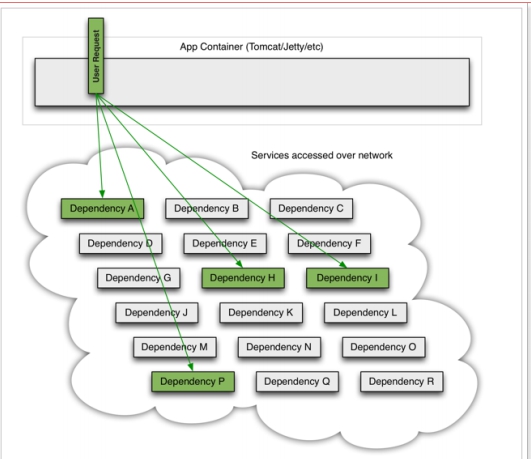 User Request
App Container (Tomcat/Jetty/etc)
Services accessed over network
Dependency A
Dependency B
Dependency C
Dependency D
Dependency E
Dependency F
Dependency G
Dependency H
Dependency I
Dependency J
Dependency K
Dependency L
Dependency M
Dependency N
Dependency O
Dependency P
Dependency Q
Dependency R